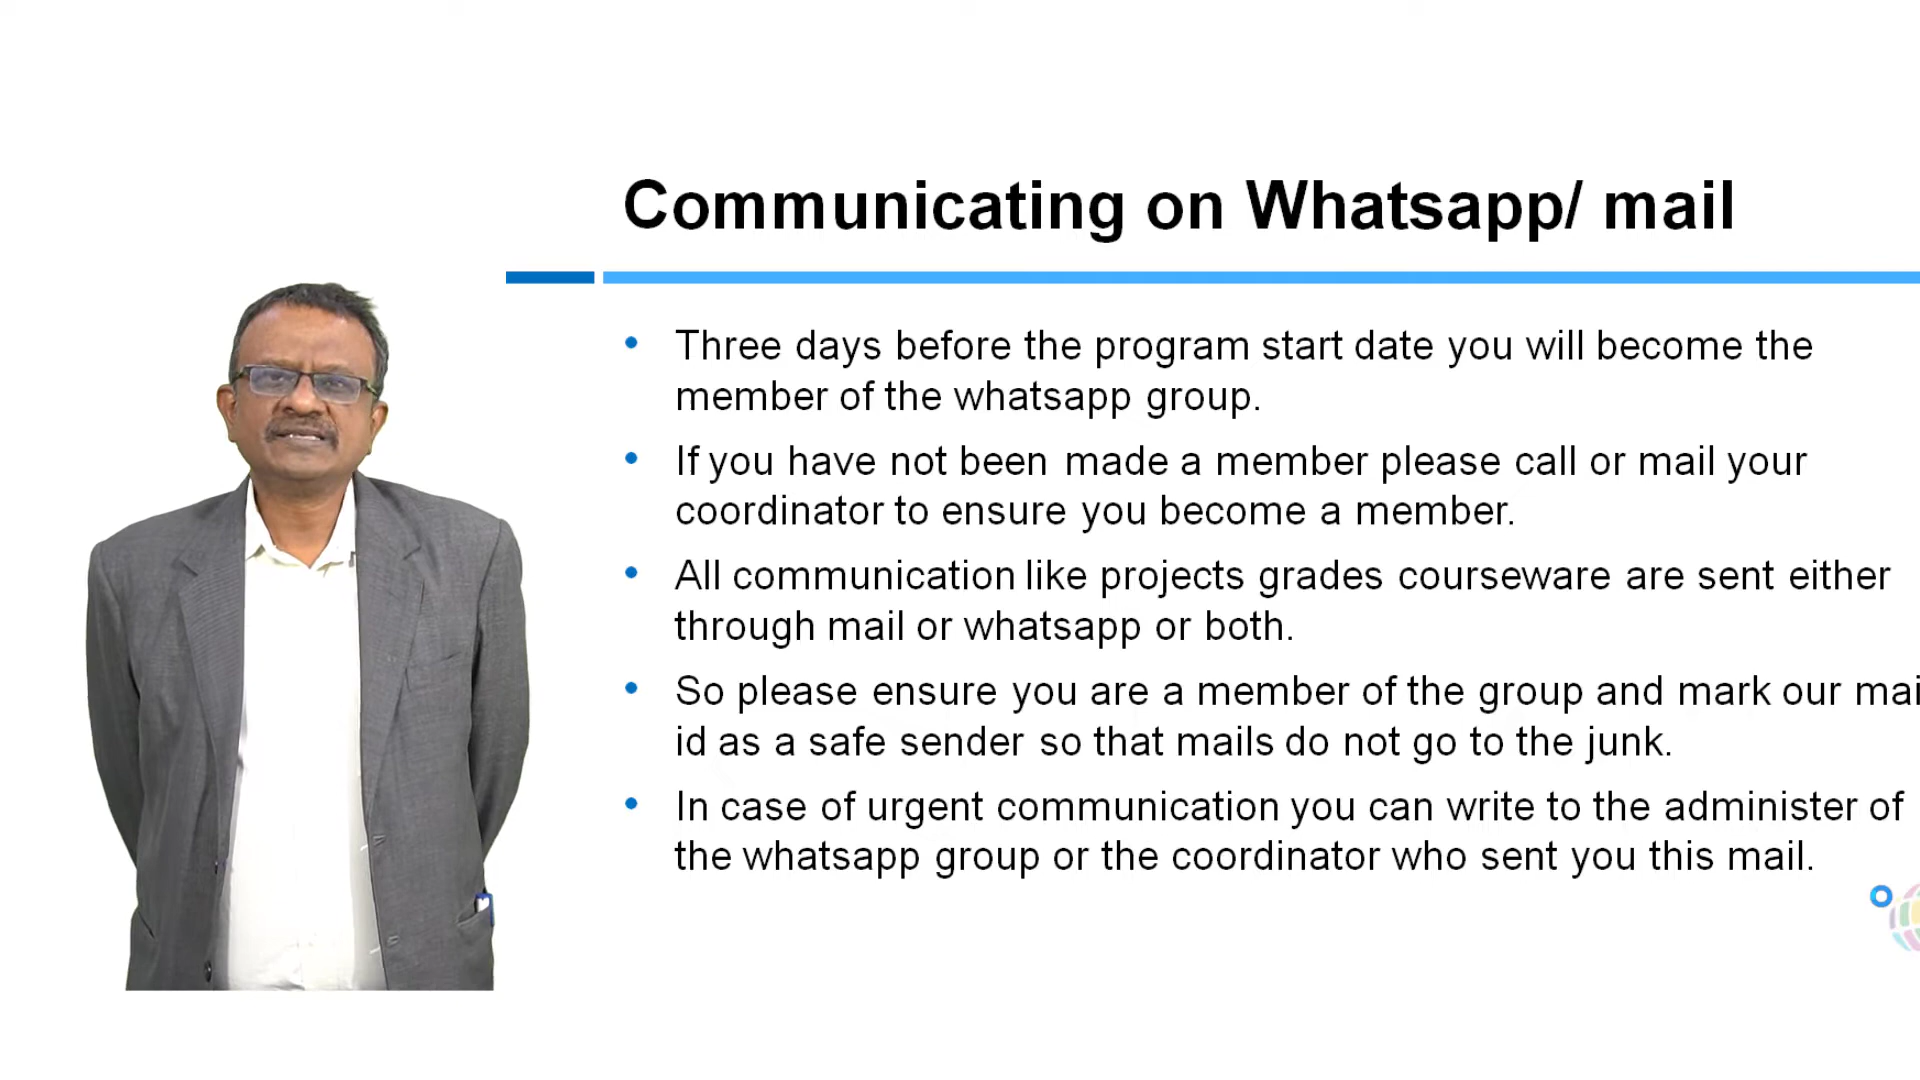 Communicating on Whatsapp/ mail
Three days before the program start date you will become the
member of the whatsapp group.
If you have not been made a member please call or mail your
coordinator to ensure you become a member.
All communication like projects grades courseware are sent either
through mail or whatsapp or both.
So please ensure you are a member of the group and mark our mai
id as a safe sender so that mails do not go to the junk.
In case of urgent communication you can write to the administer of
the whatsapp group or the coordinator who sent you this mail.